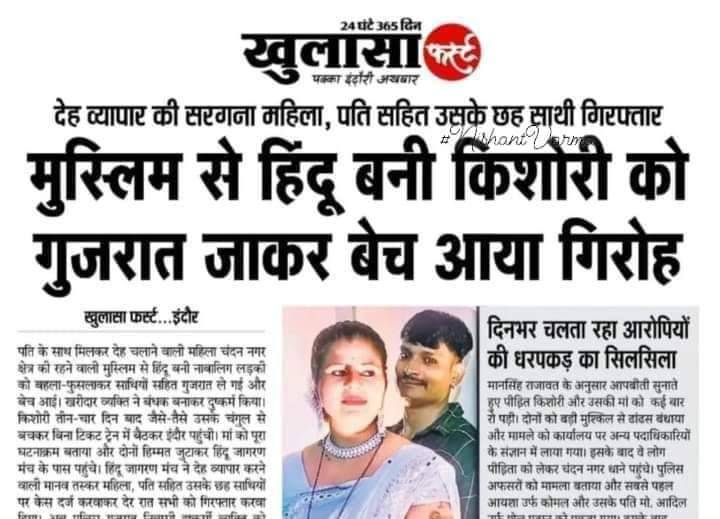 24 घंटे 365 दिन
खुलासा फर्स्ट
पक्का इंदौरी अखबार
देह व्यापार की सरगना महिला, पति सहित उसके छह साथी गिरफ्तार
#NishantVarma
मुस्लिम से हिंदू बनी किशोरी को
गुजरात जाकर बेच आया गिरोह
खुलासा फर्स्ट...इंदौर
पति के साथ मिलकर देह चलाने वाली महिला चंदन नगर
क्षेत्र की रहने वाली मुस्लिम से हिंदू बनी नाबालिग लड़की
को बहला-फुसलाकर साथियों सहित गुजरात ले गई और
बेच आई। खरीदार व्यक्ति ने बंधक बनाकर दुष्कर्म किया।
किशोरी तीन-चार दिन बाद जैसे-तैसे उसके चंगुल से
बचकर बिना टिकट ट्रेन में बैठकर इंदौर पहुंची। मां को पूरा
घटनाक्रम बताया और दोनों हिम्मत जुटाकर हिंदू जागरण
मंच के पास पहुंचे। हिंदू जागरण मंच ने देह व्यापार करने
वाली मानव तस्कर महिला, पति सहित उसके छह साथियों
पर केस दर्ज करवाकर देर रात सभी को गिरफ्तार करवा
दिनभर चलता रहा आरोपियों
की धरपकड़ का सिलसिला
मानसिंह राजावत के अनुसार आपबीती सुनाते
हुए पीड़ित किशोरी और उसकी मां को कई बार
रो पड़ी। दोनों को बड़ी मुश्किल से ढांढस बंधाया
और मामले को कार्यालय पर अन्य पदाधिकारियों
के संज्ञान में लाया गया। इसके बाद वे लोग
पीड़िता को लेकर चंदन नगर थाने पहुंचे। पुलिस
अफसरों को मामला बताया और सबसे पहले
आयशा उर्फ कोमल और उसके पति मो. आदिल